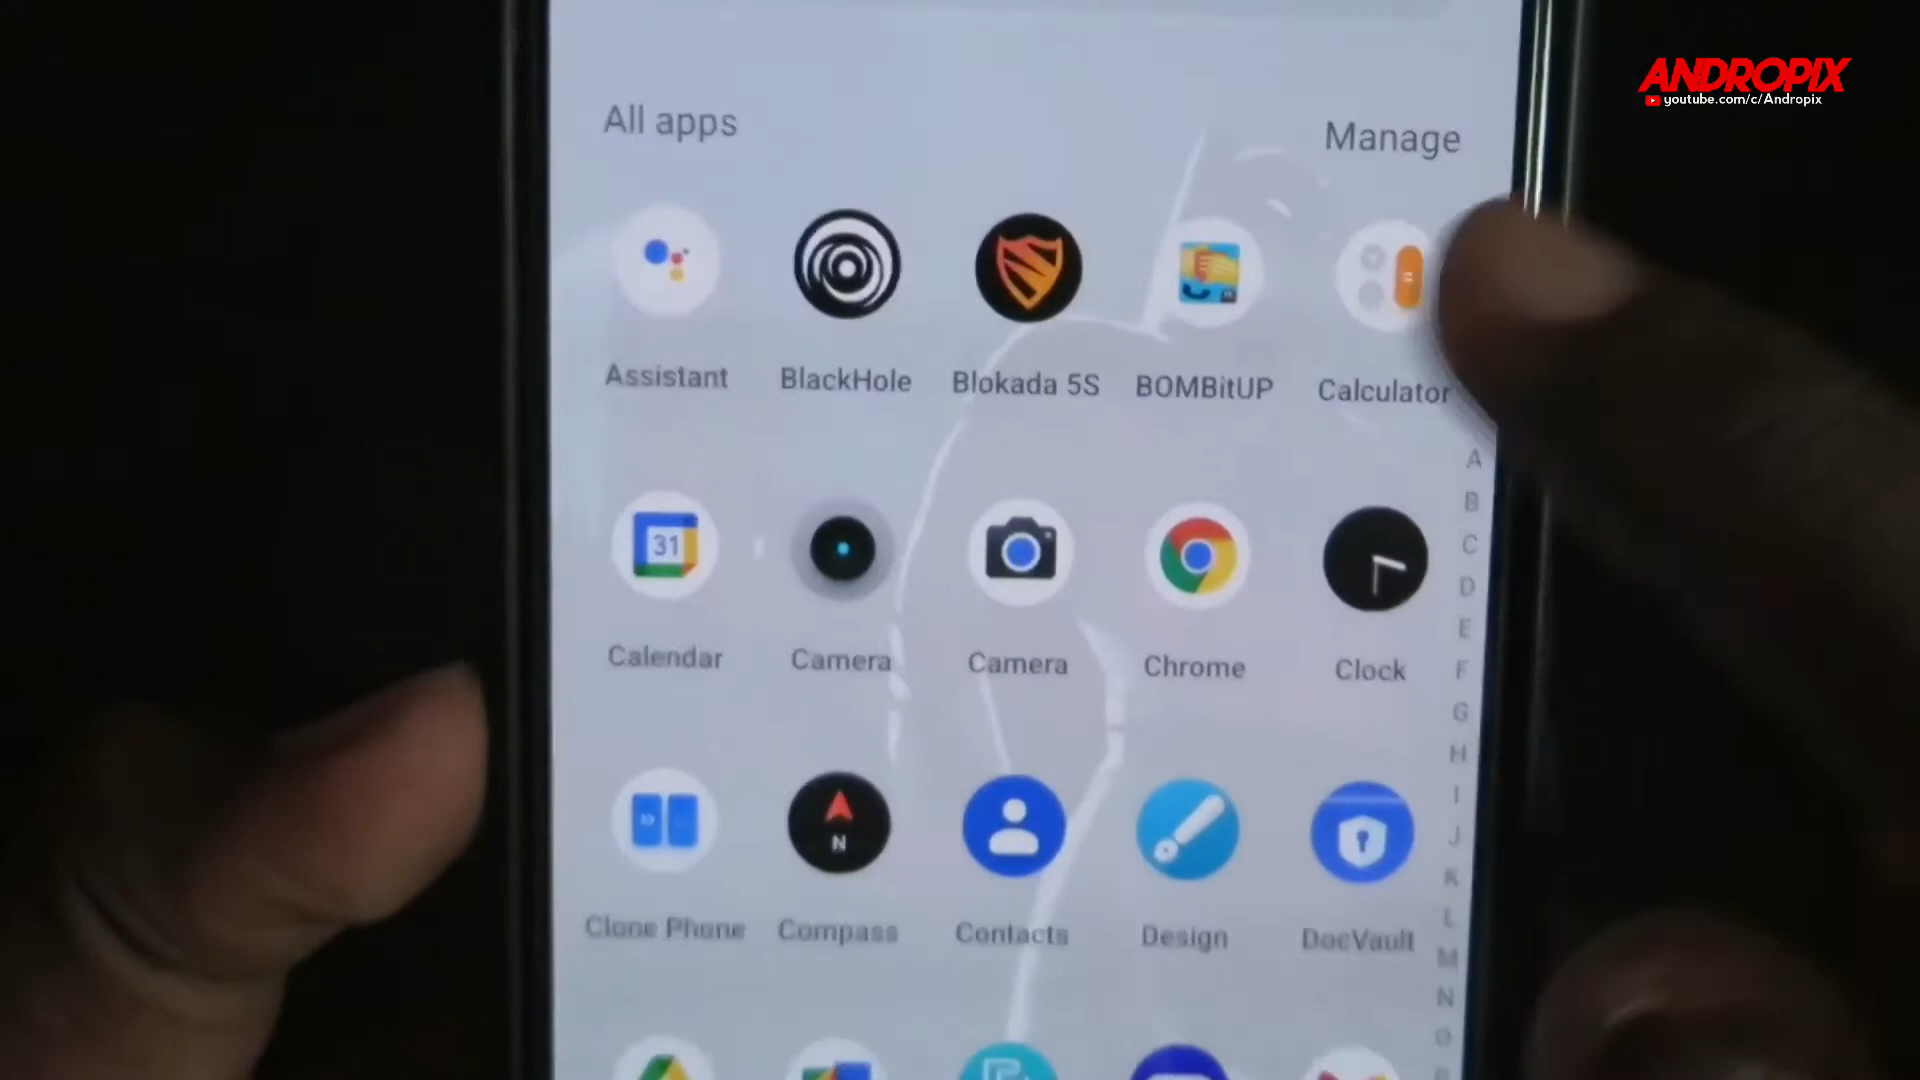 ANDROPIX
youtube.com/c/Andropix
All apps
Manage
Assistant
BlackHole
Blokada 5S
BOMBitUP
Calculator
31
Calendar
Camera
Camera
Chrome
Clock
N
Clone Phone
Compass
Contacts
Design
DocVault
A
B
C
D
E
F
G
H
I
J
K
L
M
N
O